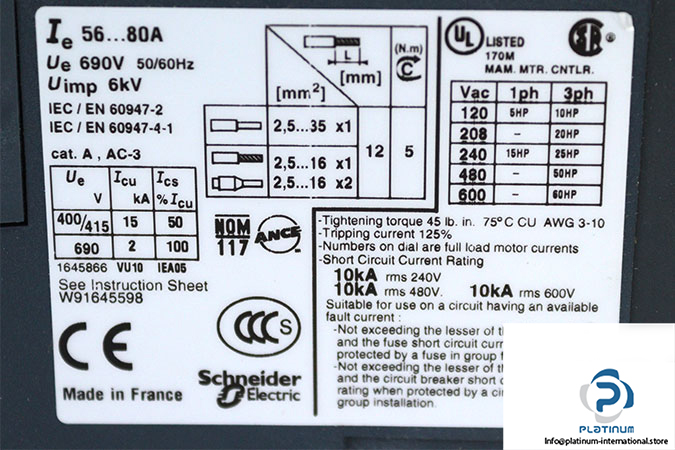 Ie 56...80A
Ue 690V 50/60Hz
Uimp 6kV
IEC / EN 60947-2
IEC / EN 60947-4-1
cat. A , AC-3
Ue V Icu kA Ics % Icu
400/415 15 50
690 2 100
1645866 VU10 IEA05
See Instruction Sheet
W91645598
CE
Made in France
[mm²] L [mm] (N.m) C
2,5...35 x1
2,5...16 x1 12 5
2,5...16 x2
NOM
117
ANCE
CCC S
Schneider
Electric
UL LISTED
170M
MAM. MTR. CNTLR.
Vac 1ph 3ph
120 5HP 10HP
208 - 20HP
240 15HP 25HP
480 - 50HP
600 - 60HP
-Tightening torque 45 lb. in. 75°C CU AWG 3-10
-Tripping current 125%
-Numbers on dial are full load motor currents
-Short Circuit Current Rating
10kA rms 240V
10kA rms 480V. 10kA rms 600V
Suitable for use on a circuit having an available
fault current :
-Not exceeding the lesser of
and the fuse short circuit
protected by a fuse in group
-Not exceeding the lesser of
and the circuit breaker short
rating when protected by a
group installation.
PLATINUM
INTERNATIONAL
Info@platinum-international.store